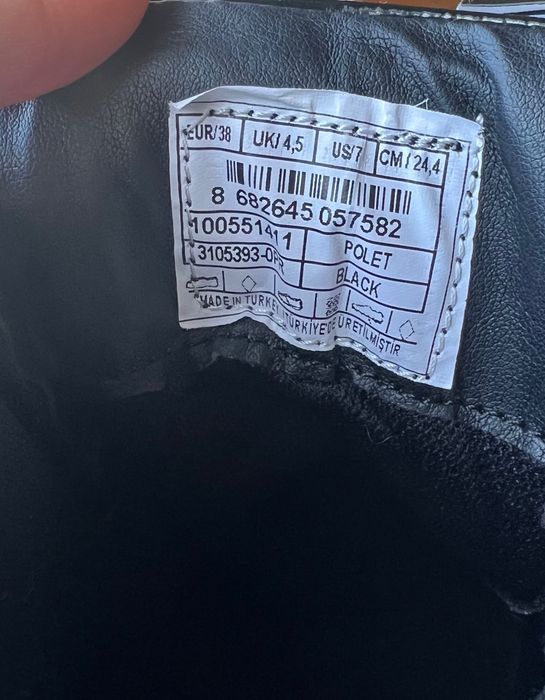 EUR/38 UK/ 4,5 US/7 CM / 24,4
8 682645 057582
100551411 POLET
3105393-0PR BLACK
MADE IN TURKEY /TÜRKİYE'DE ÜRETİLMİŞTİR